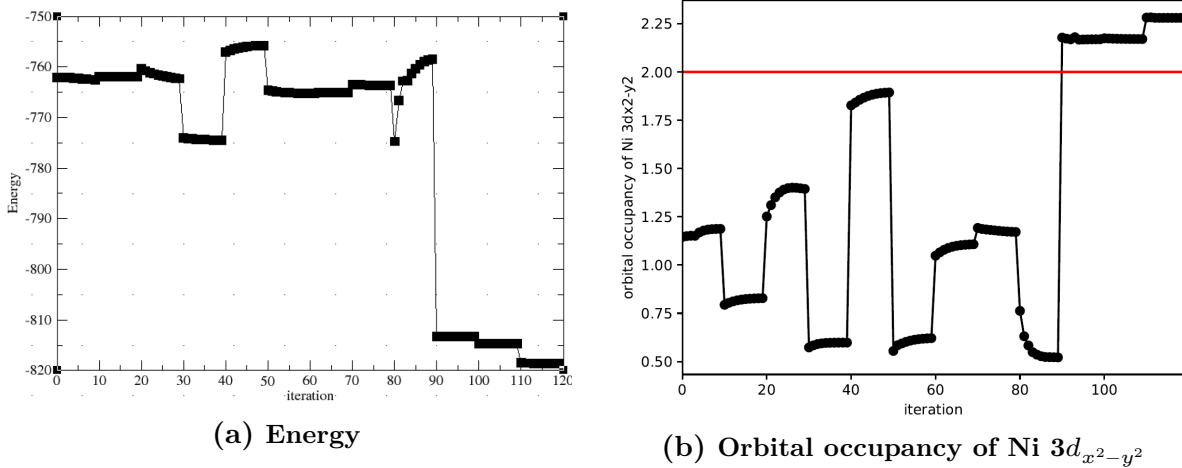 -750
-760
-770
-780
-790
-800
-810
-820
Energy
0 10 20 30 40 50 60 70 80 90 100 110 120
iteration
(a) Energy
2.25
2.00
1.75
1.50
1.25
1.00
0.75
0.50
orbital occupancy of Ni 3dx2-y2
0 20 40 60 80 100
iteration
(b) Orbital occupancy of Ni 3d_{x²−y²}